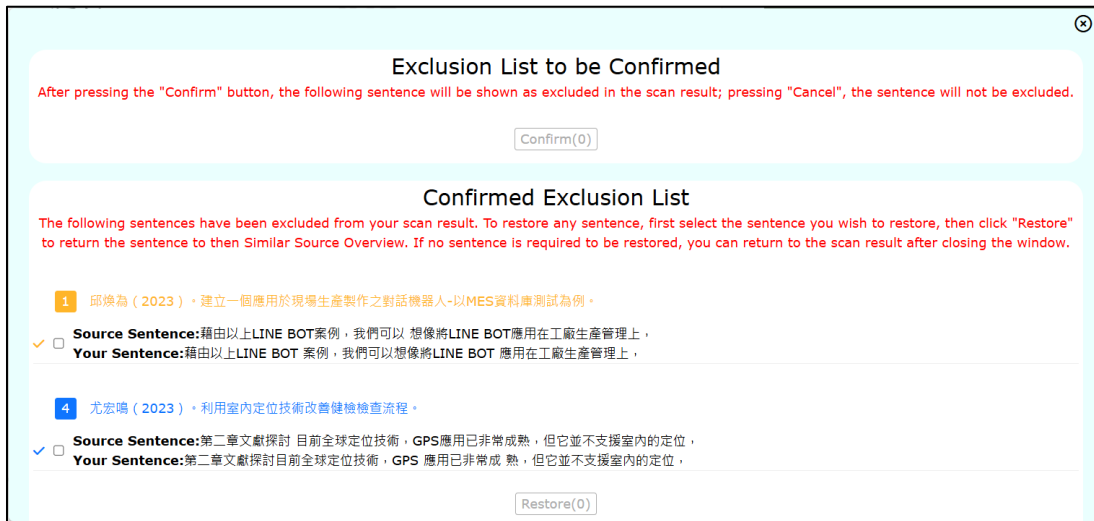 Exclusion List to be Confirmed
After pressing the "Confirm" button, the following sentence will be shown as excluded in the scan result; pressing "Cancel", the sentence will not be excluded.
Confirm(0)
Confirmed Exclusion List
The following sentences have been excluded from your scan result. To restore any sentence, first select the sentence you wish to restore, then click "Restore"
to return the sentence to then Similar Source Overview. If no sentence is required to be restored, you can return to the scan result after closing the window.
1 邱煥為（2023）。建立一個應用於現場生產製作之對話機器人-以MES資料庫測試為例。
Source Sentence:藉由以上LINE BOT案例，我們可以 想像將LINE BOT應用在工廠生產管理上，
Your Sentence:藉由以上LINE BOT 案例，我們可以想像將LINE BOT 應用在工廠生產管理上，
4 尤宏鳴（2023）。利用室內定位技術改善健檢檢查流程。
Source Sentence:第二章文獻探討 目前全球定位技術，GPS應用已非常成熟，但它並不支援室內的定位，
Your Sentence:第二章文獻探討目前全球定位技術，GPS 應用已非常成 熟，但它並不支援室內的定位，
Restore(0)